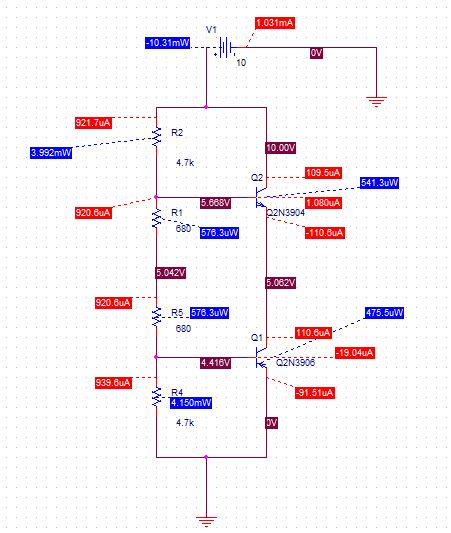 V1
1.031mA
-10.31mW
10
0V
921.7uA
R2
3.992mW
4.7k
10.00V
Q2
109.5uA
541.3uW
920.6uA
5.668V
1.080uA
R1
Q2N3904
680
576.3uW
-110.6uA
5.042V
5.062V
920.6uA
R5
576.3uW
475.5uW
680
110.6uA
Q1
-19.04uA
4.416V
Q2N3906
939.6uA
R4
-91.51uA
4.150mW
4.7k
0V